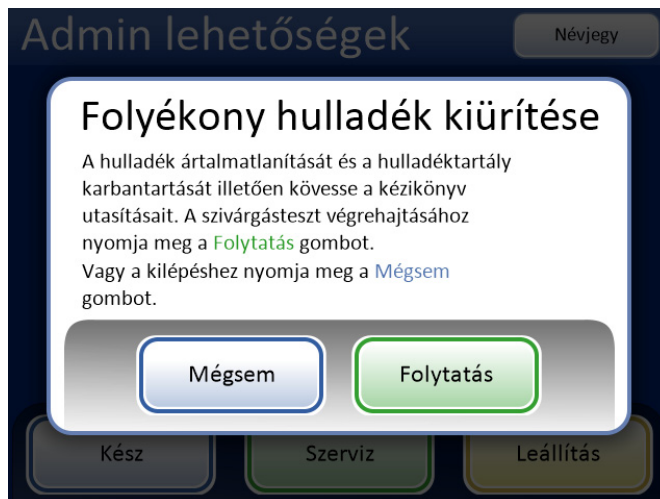 Admin lehetőségek
Névjegy
Folyékony hulladék kiürítése
A hulladék ártalmatlanítását és a hulladéktartály
karbantartását illetően kövesse a kézikönyv
utasításait. A szivárgásteszt végrehajtásához
nyomja meg a Folytatás gombot.
Vagy a kilépéshez nyomja meg a Mégsem
gombot.
Mégsem
Folytatás
Kész
Szerviz
Leállítás